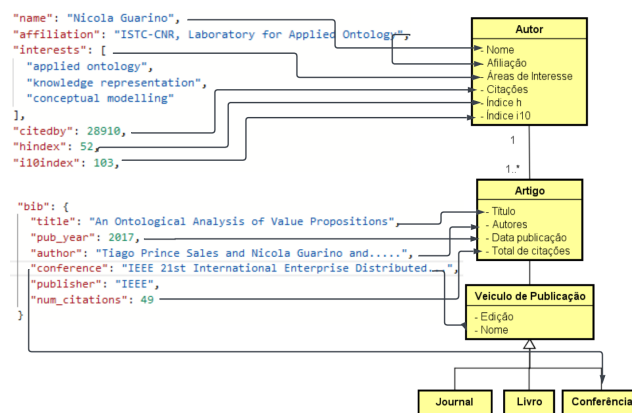 "name": "Nicola Guarino",
"affiliation": "ISTC-CNR, Laboratory for Applied Ontology",
"interests": [
"applied ontology",
"knowledge representation",
"conceptual modelling"
],
"citedby": 28910,
"hindex": 52,
"i10index": 103,
Autor
- Nome
- Afiliação
- Áreas de Interesse
- Citações
- Índice h
- Índice i10
1
1..*
"bib": {
"title": "An Ontological Analysis of Value Propositions",
"pub_year": 2017,
"author": "Tiago Prince Sales and Nicola Guarino and.....",
"conference": "IEEE 21st International Enterprise Distributed....",
"publisher": "IEEE",
"num_citations": 49
}
Artigo
- Título
- Autores
- Data publicação
- Total de citações
Veículo de Publicação
- Edição
- Nome
Journal
Livro
Conferência